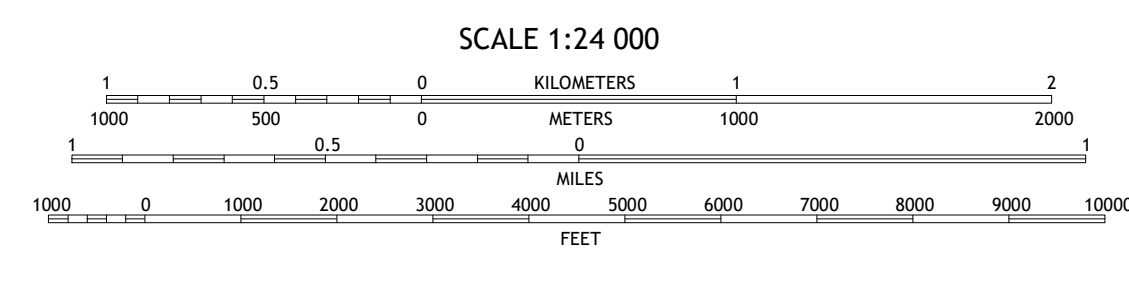 SCALE 1:24 000
1 0.5 0 KILOMETERS 1 2
1000 500 0 METERS 1000 2000
1 0.5 0 1
MILES
1000 0 1000 2000 3000 4000 5000 6000 7000 8000 9000 10000
FEET